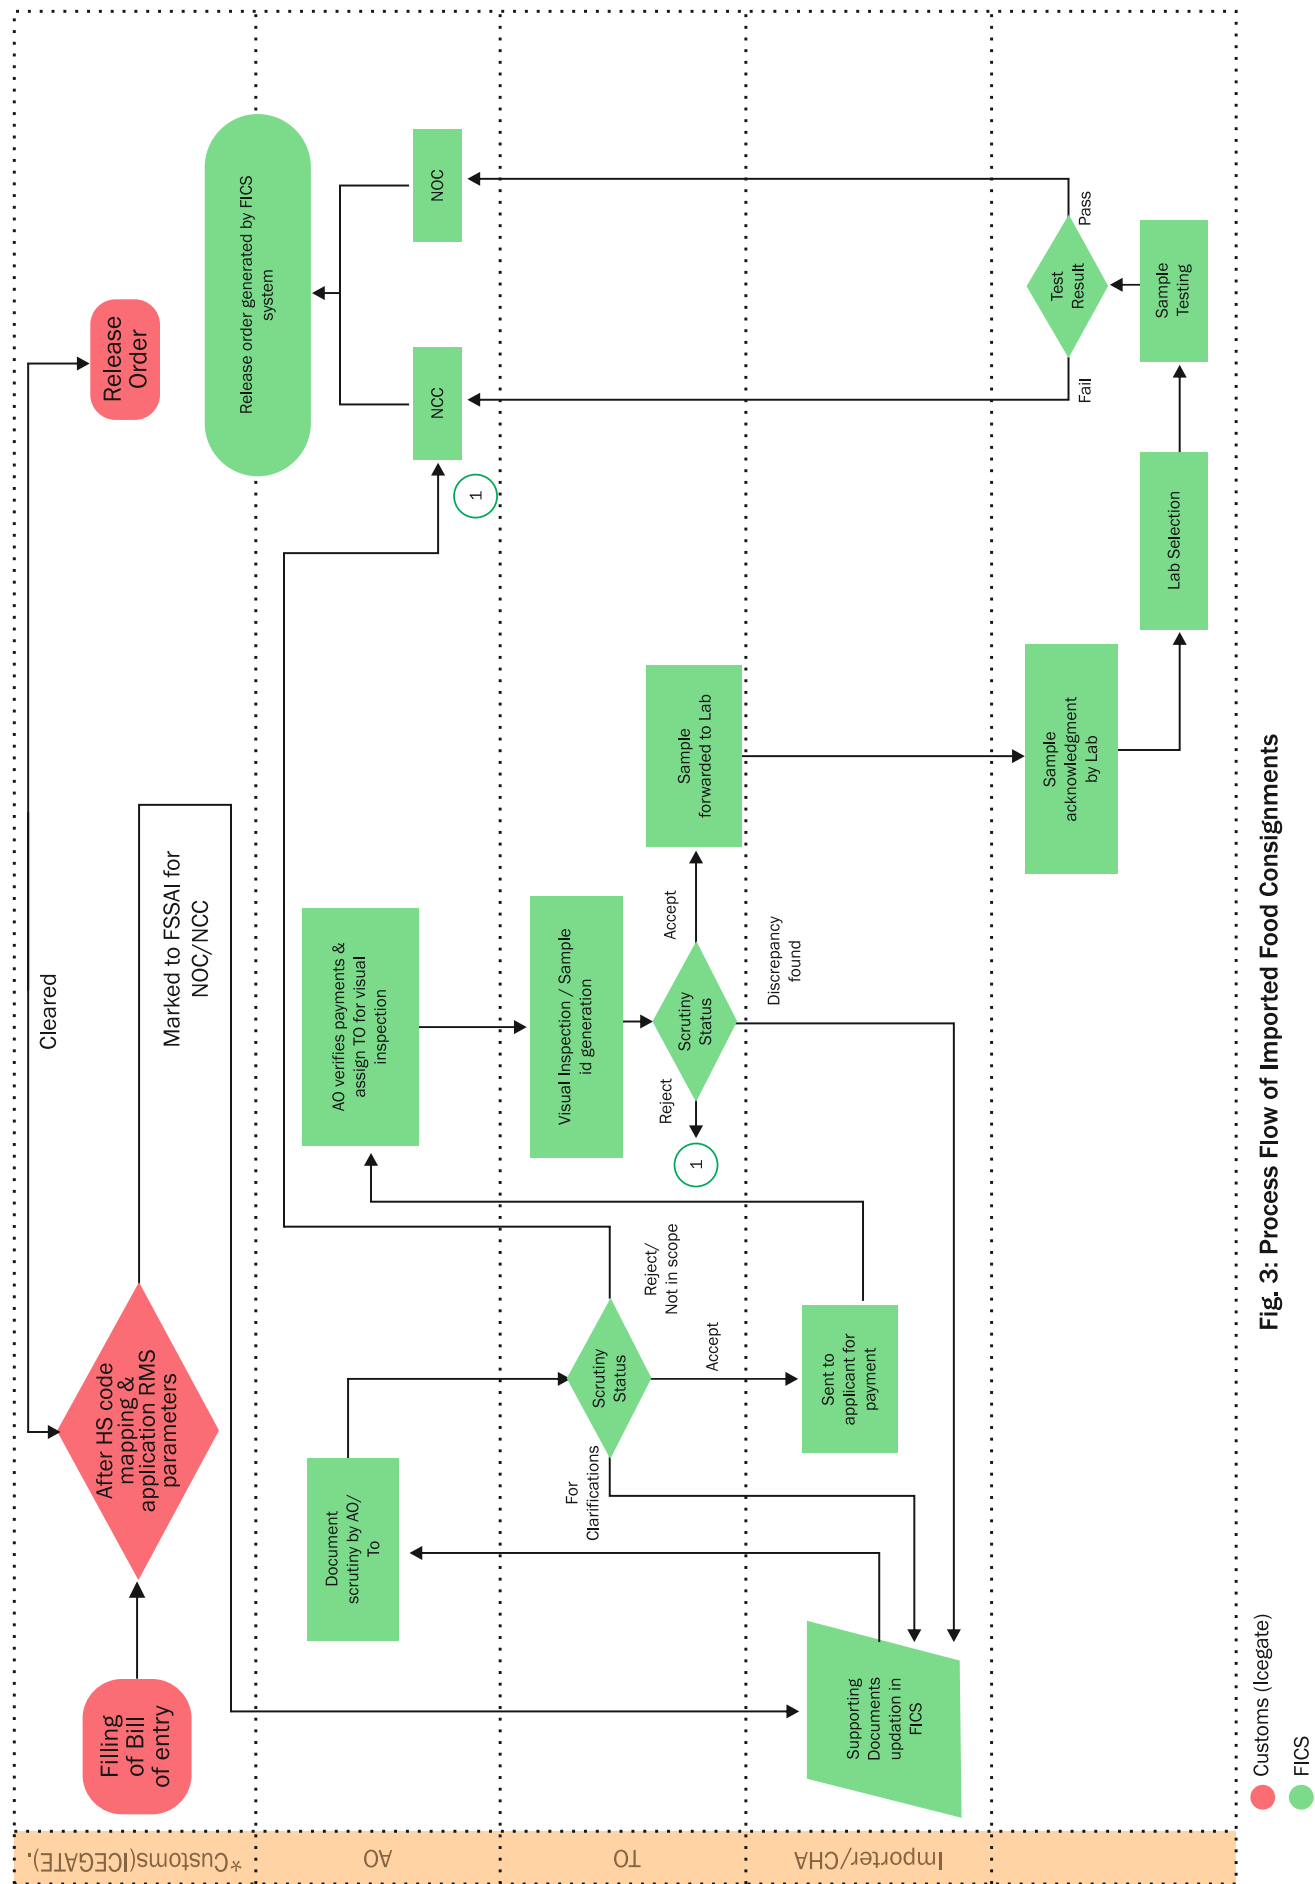 *Customs(ICEGATE).
Filling
of Bill
of entry
After HS code
mapping &
application RMS
parameters
Cleared
Marked to FSSAI for
NOC/NCC
Release
Order
AO
Document
scrutiny by AO/
To
AO verifies payments &
assign TO for visual
inspection
Release order generated by FICS
system
NCC
NOC
1
TO
For
Clarifications
Scrutiny
Status
Reject/
Not in scope
Accept
Visual Inspection / Sample
id generation
Reject
1
Scrutiny
Status
Accept
Sample
forwarded to Lab
Importer/CHA
Supporting
Documents
updation in
FICS
Sent to
applicant for
payment
Discrepancy
found
Sample
acknowledgment
by Lab
Lab Selection
Sample
Testing
Test
Result
Fail
Pass
Customs (Icegate)
FICS
Fig. 3: Process Flow of Imported Food Consignments